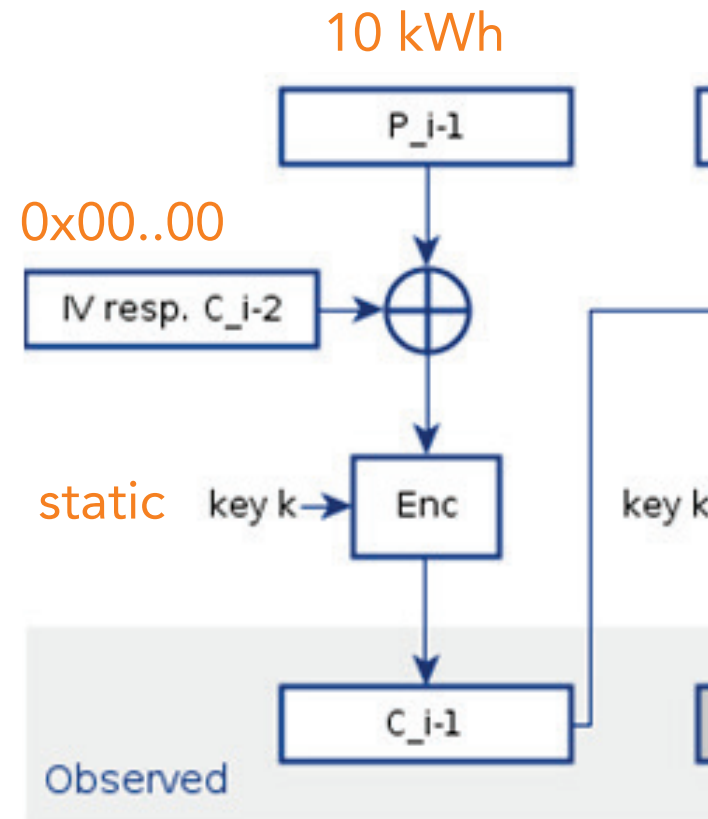 10 kWh
P_i-1
0x00..00
IV resp. C_i-2
static
key k
Enc
key k
C_i-1
Observed